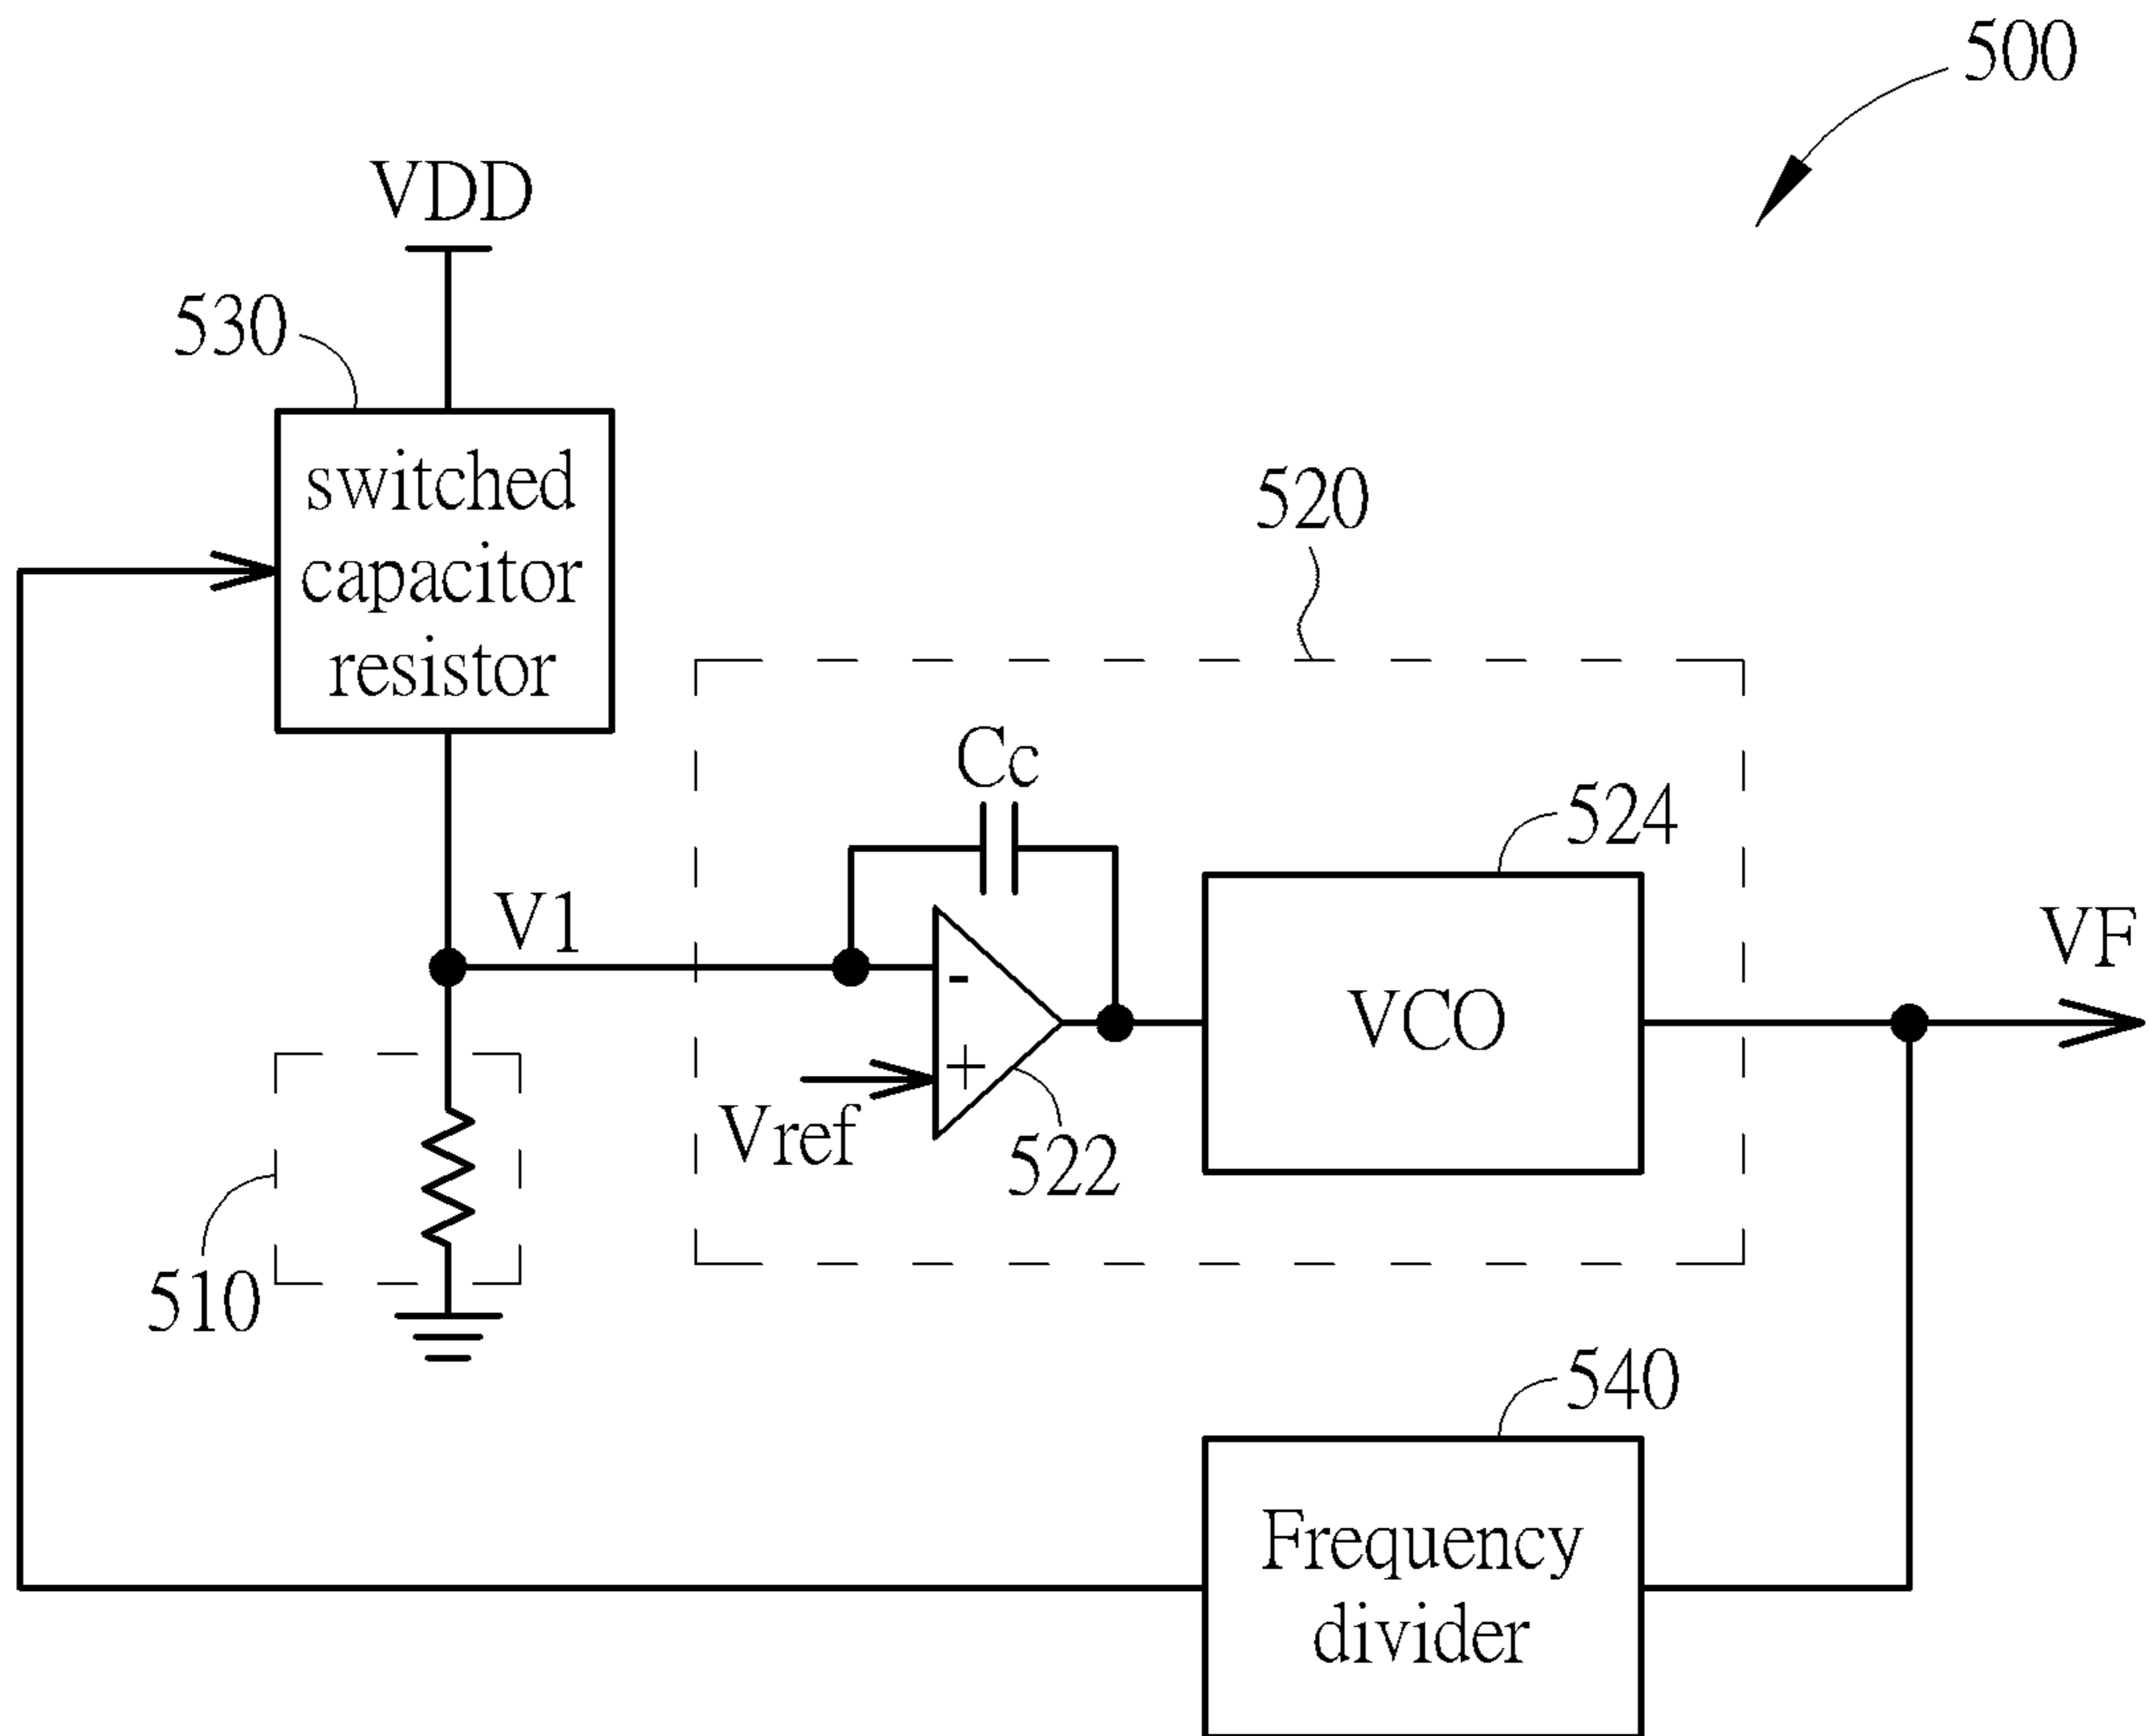 500
VDD
530
switched
capacitor
resistor
520
Cc
524
V1
VF
-
VCO
+
Vref
522
510
540
Frequency
divider